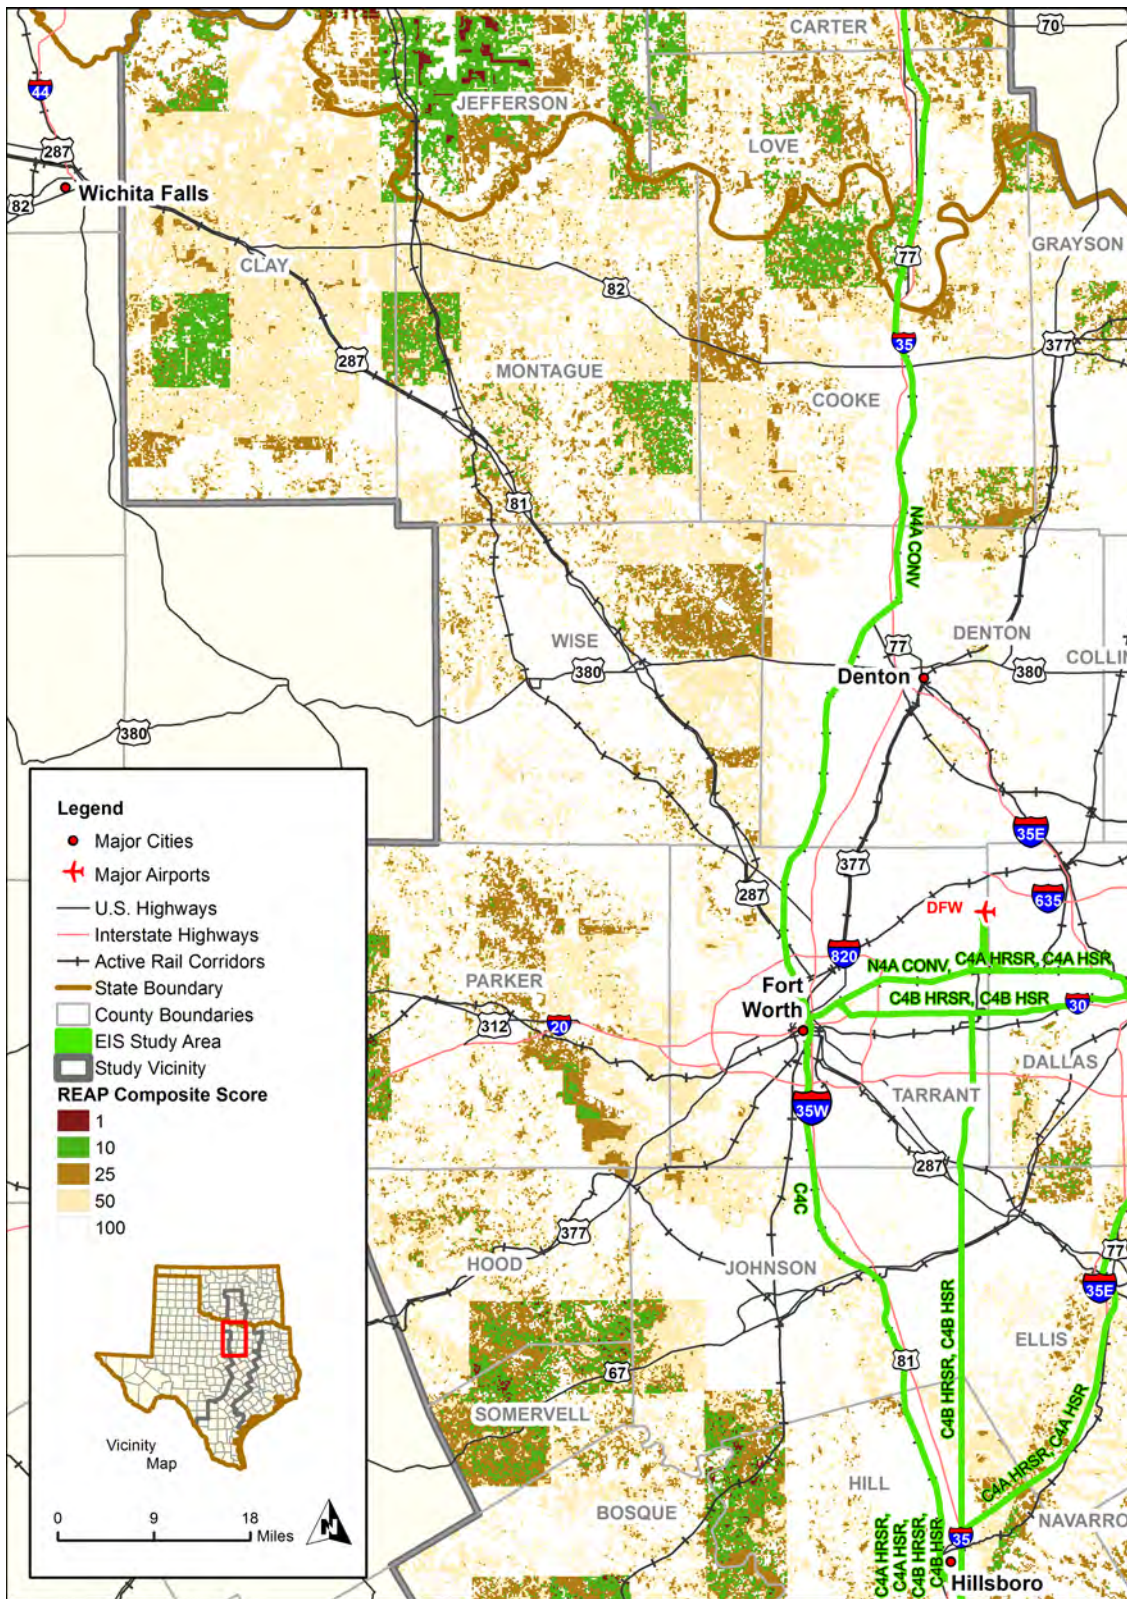 CARTER
70
44
JEFFERSON
287
LOVE
82
Wichita Falls
GRAYSON
77
CLAY
82
35
377
287
MONTAGUE
COOKE
81
N4A CONV
WISE
77
DENTON
380
Denton
380
COLLIN
380
35E
377
287
635
DFW
820
PARKER
N4A CONV, C4A HRSR, C4A HSR
Fort
Worth
C4B HRSR, C4B HSR
30
312
20
DALLAS
TARRANT
35W
287
C4C
377
HOOD
JOHNSON
77
35E
ELLIS
81
67
C4B HRSR, C4B HSR
SOMERVELL
C4A HRSR, C4A HSR
HILL
BOSQUE
NAVARRO
35
C4A HRSR,
C4A HSR,
C4B HRSR,
C4B HSR
Hillsboro
Legend
Major Cities
Major Airports
U.S. Highways
Interstate Highways
Active Rail Corridors
State Boundary
County Boundaries
EIS Study Area
Study Vicinity
REAP Composite Score
1
10
25
50
100
Vicinity
Map
0 9 18
Miles
N